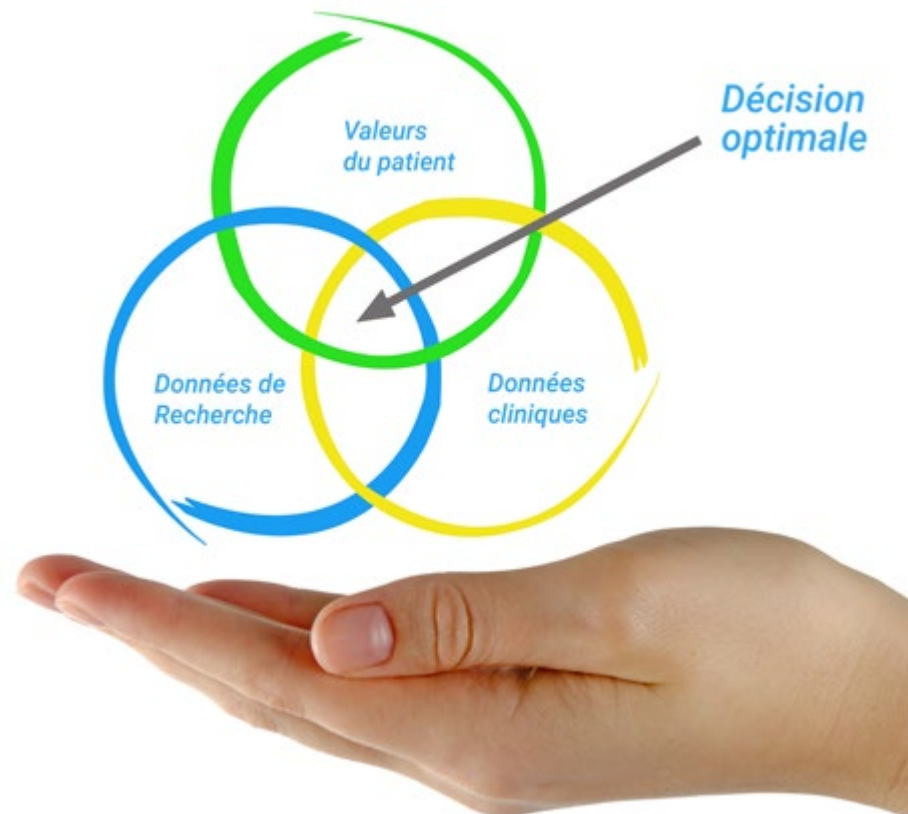 Valeurs
du patient
Décision
optimale
Données de
Recherche
Données
cliniques